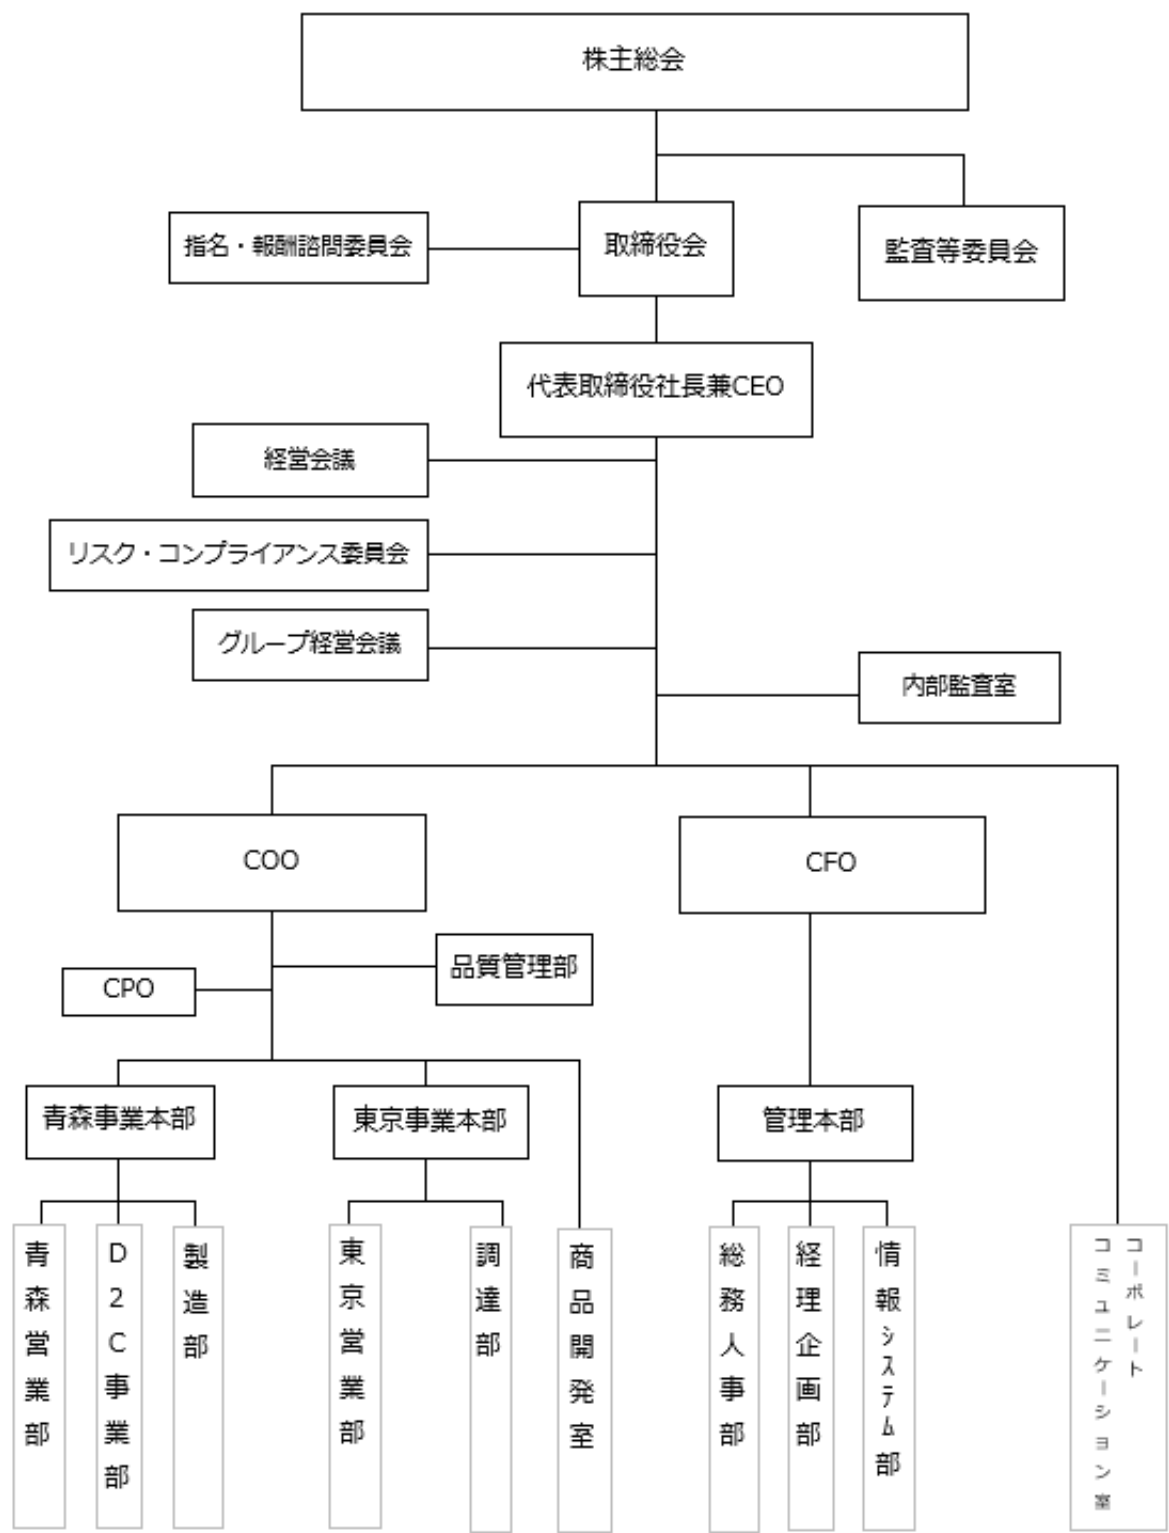 株主総会
指名・報酬諮問委員会
取締役会
監査等委員会
代表取締役社長兼CEO
経営会議
リスク・コンプライアンス委員会
グループ経営会議
内部監査室
COO
CFO
品質管理部
CPO
青森事業本部
東京事業本部
管理本部
青森営業部
D2C事業部
製造部
東京営業部
調達部
商品開発室
総務人事部
経理企画部
情報システム部
コーポレート
コミュニケーション室